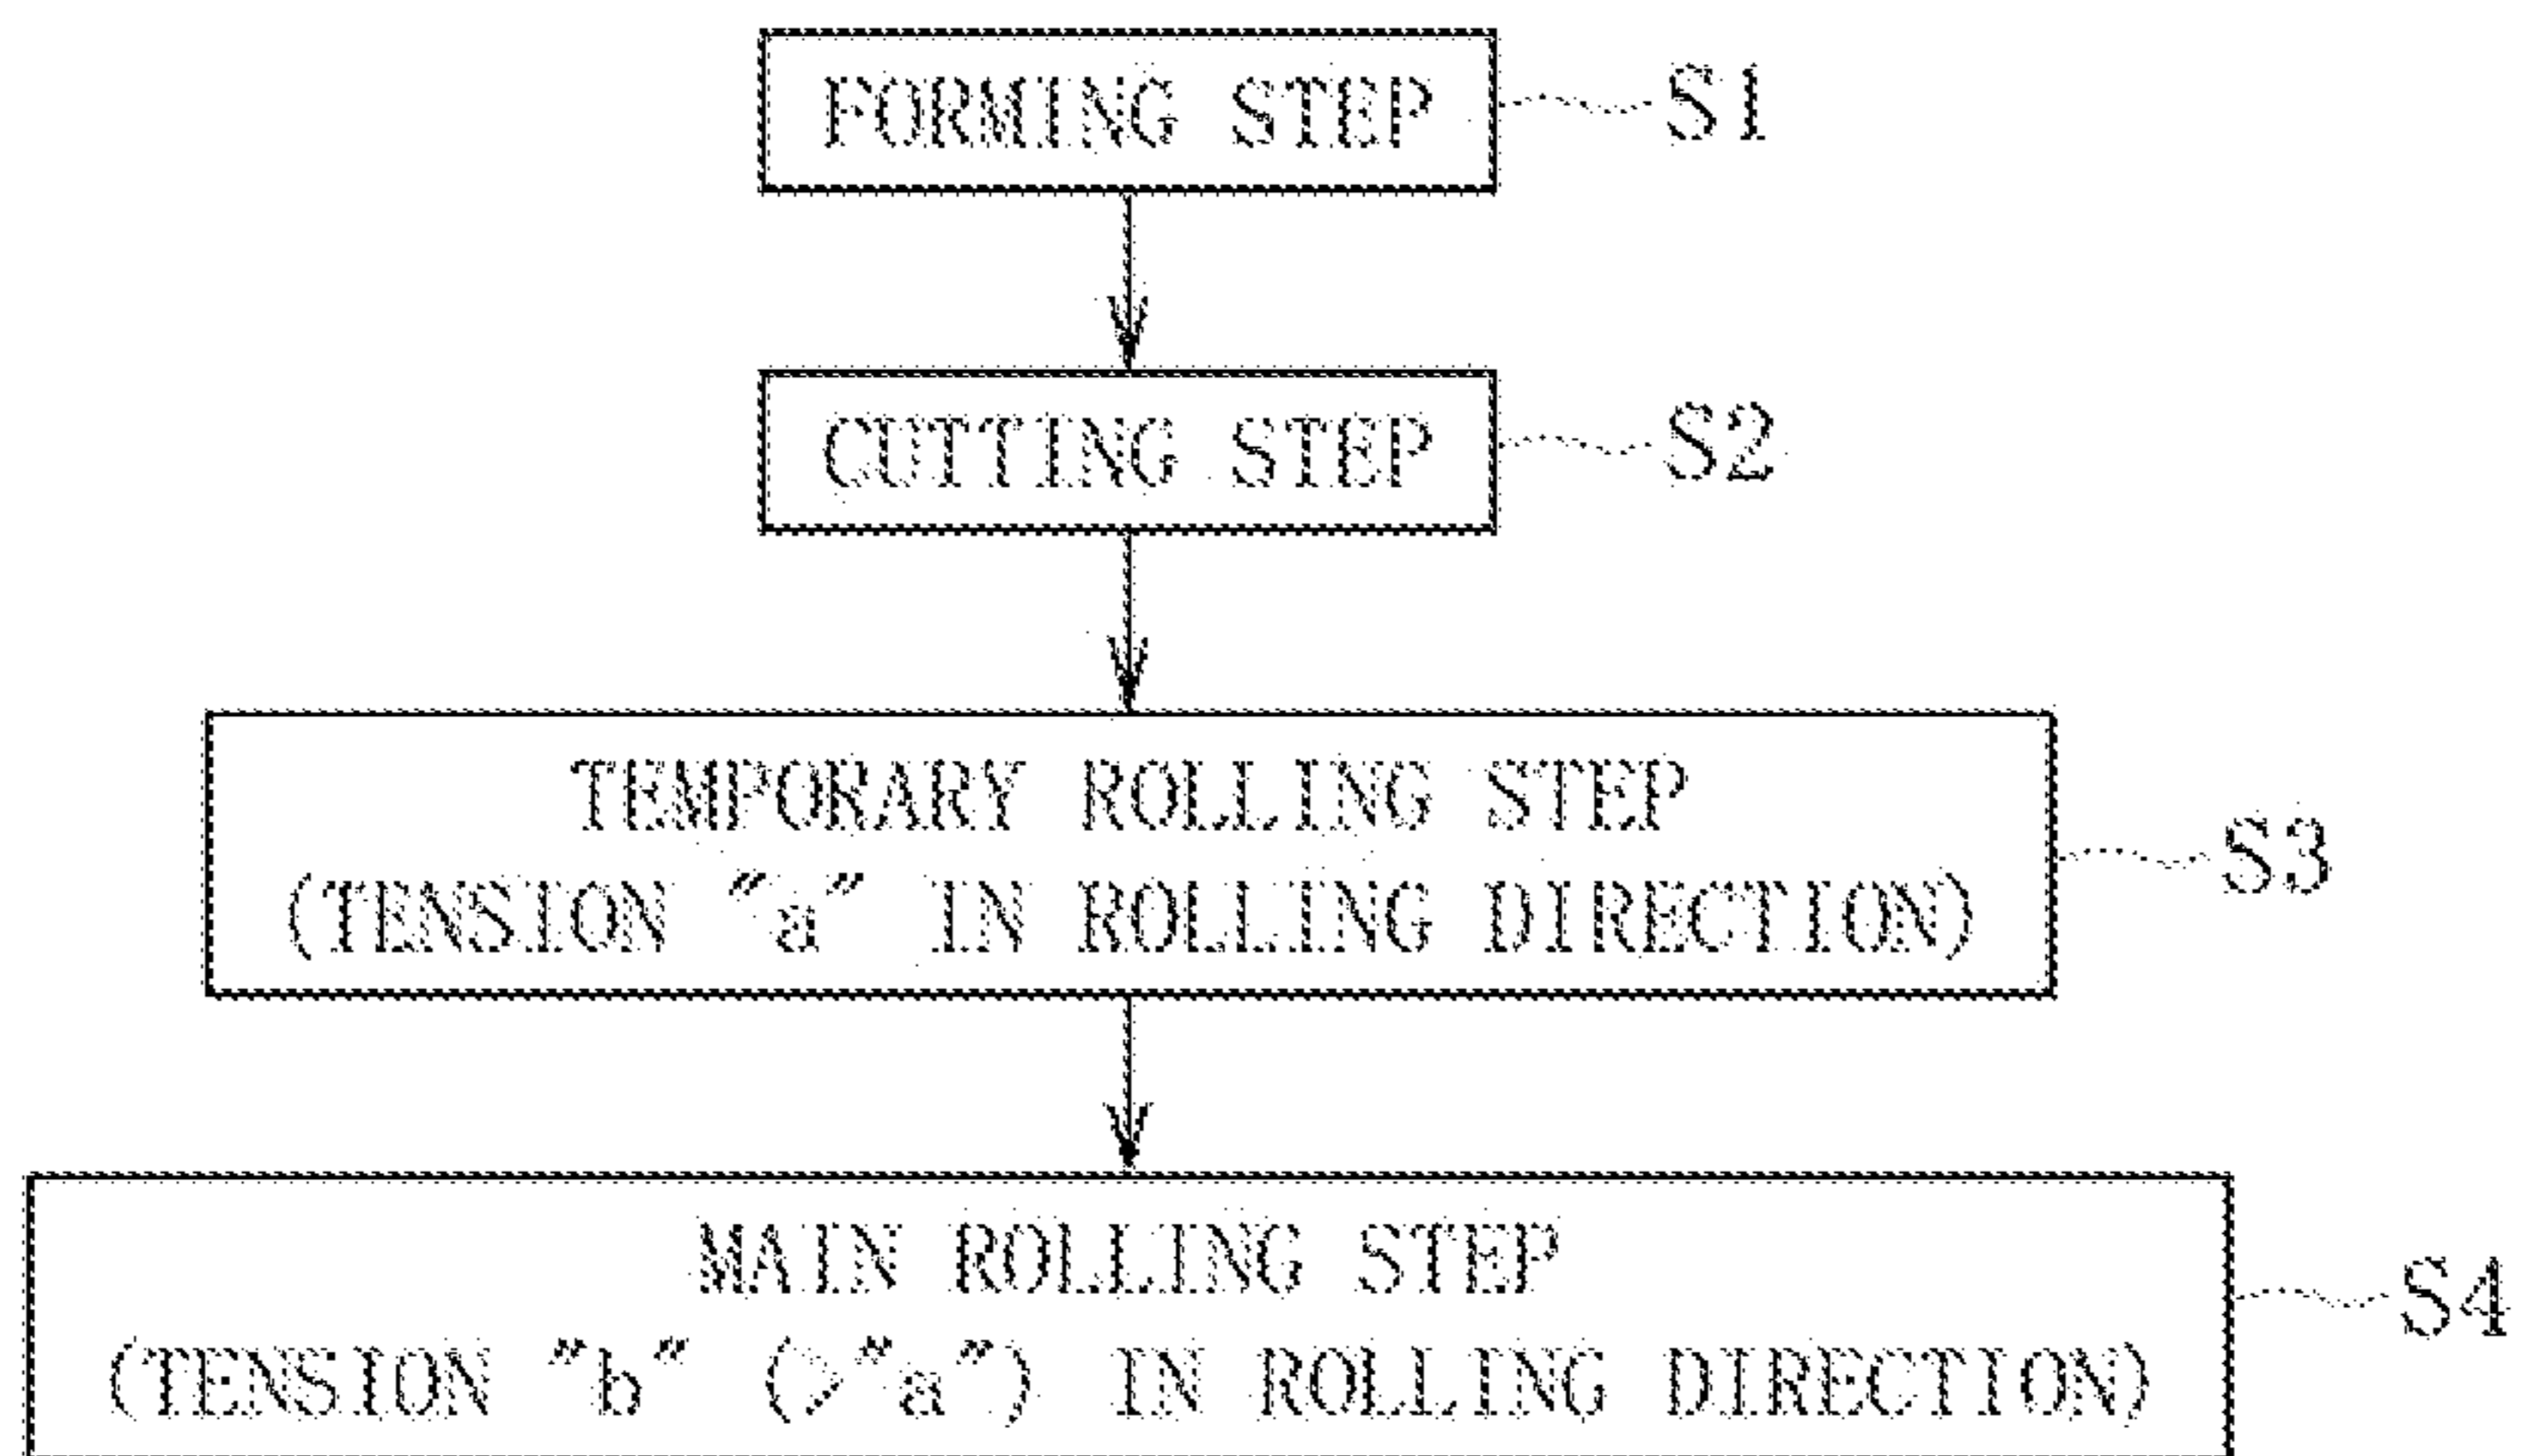 FORMING STEP S1
CUTTING STEP S2
TEMPORARY ROLLING STEP
(TENSION "a" IN ROLLING DIRECTION) S3
MAIN ROLLING STEP
(TENSION "b" (>"a") IN ROLLING DIRECTION) S4